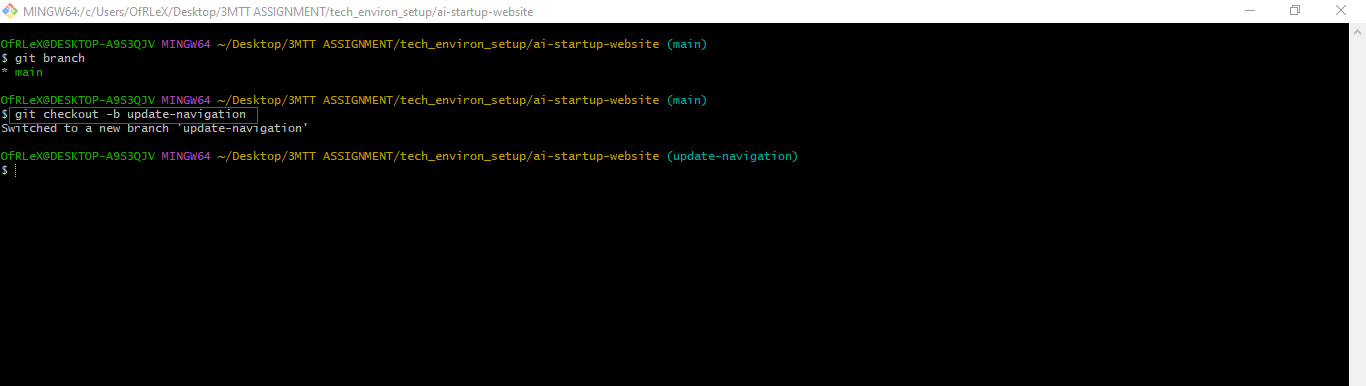 MINGW64:/c/Users/OfRLeX/Desktop/3MTT ASSIGNMENT/tech_environ_setup/ai-startup-website
OfRLeX@DESKTOP-A9S3QJV MINGW64 ~/Desktop/3MTT ASSIGNMENT/tech_environ_setup/ai-startup-website (main)
$ git branch
* main
OfRLeX@DESKTOP-A9S3QJV MINGW64 ~/Desktop/3MTT ASSIGNMENT/tech_environ_setup/ai-startup-website (main)
$ git checkout -b update-navigation
Switched to a new branch 'update-navigation'
OfRLeX@DESKTOP-A9S3QJV MINGW64 ~/Desktop/3MTT ASSIGNMENT/tech_environ_setup/ai-startup-website (update-navigation)
$